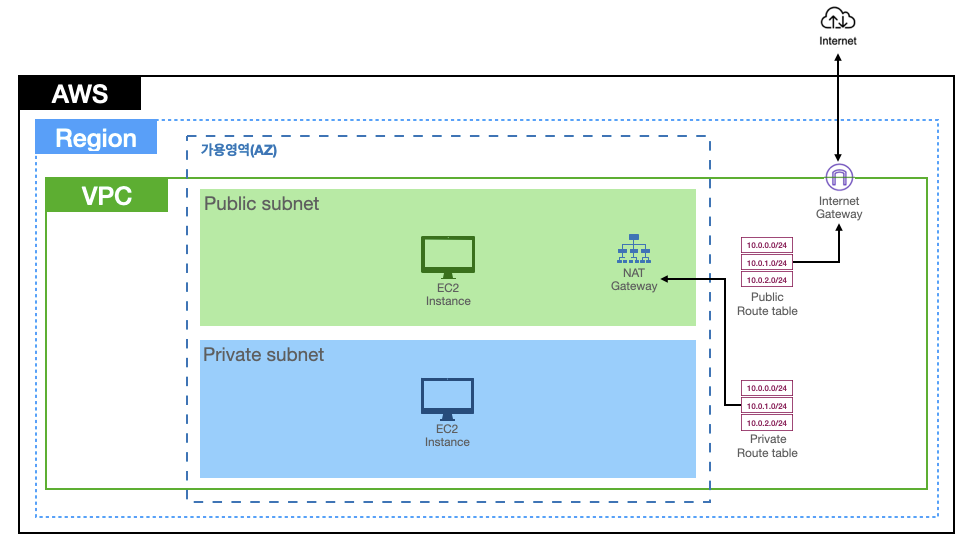 Internet
AWS
Region
가용영역(AZ)
VPC
Internet
Gateway
Public subnet
EC2
Instance
NAT
Gateway
10.0.0.0/24
10.0.1.0/24
10.0.2.0/24
Public
Route table
Private subnet
EC2
Instance
10.0.0.0/24
10.0.1.0/24
10.0.2.0/24
Private
Route table